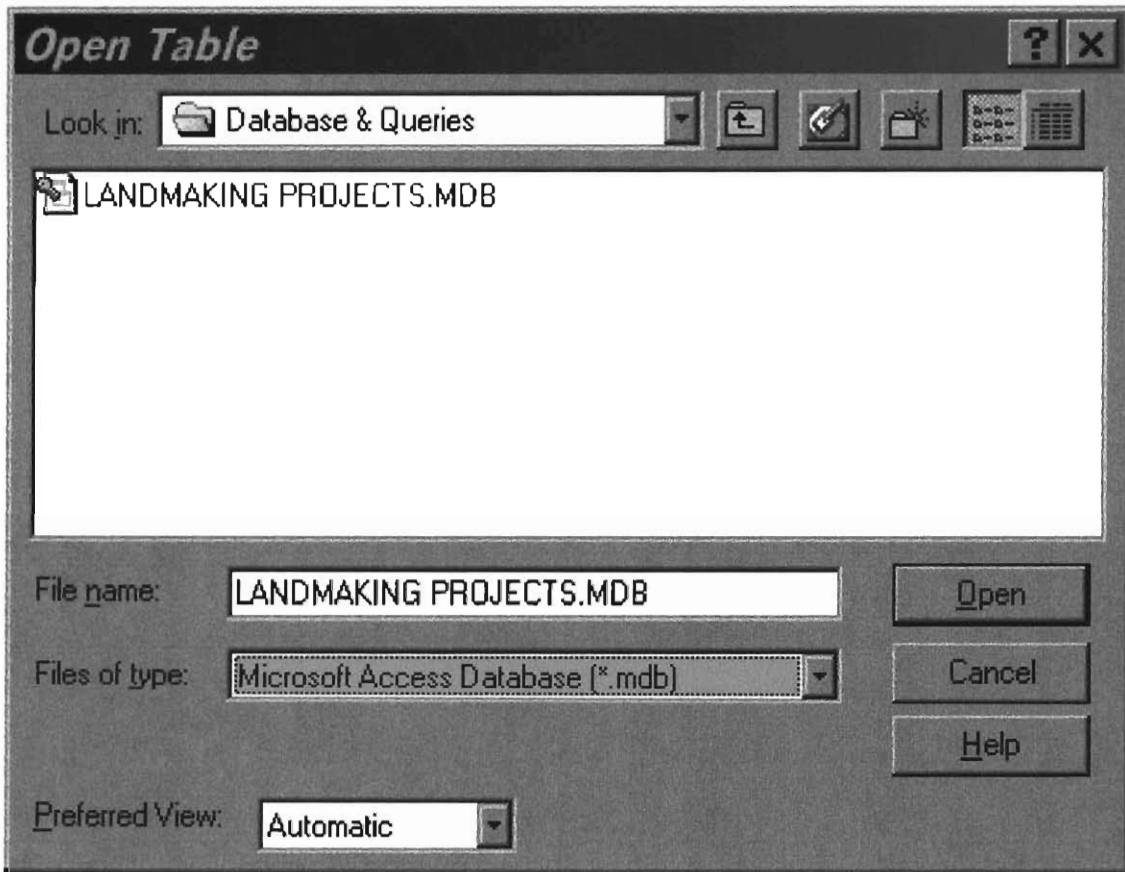 Open Table
Look in: Database & Queries
LANDMAKING PROJECTS.MDB
File name: LANDMAKING PROJECTS.MDB Open
Files of type: Microsoft Access Database (*.mdb) Cancel
Help
Preferred View: Automatic